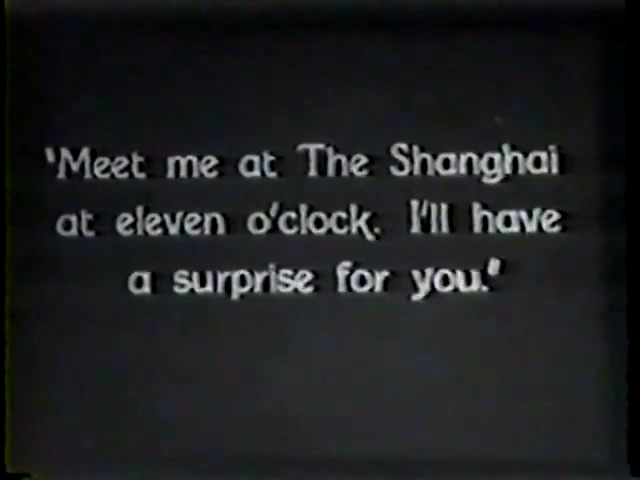 'Meet me at The Shanghai
at eleven o'clock. I'll have
a surprise for you.'